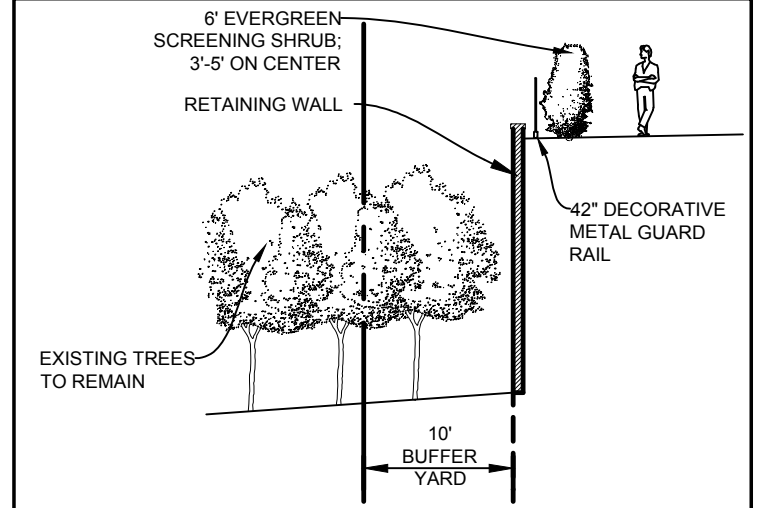 6' EVERGREEN
SCREENING SHRUB;
3'-5' ON CENTER
RETAINING WALL
42" DECORATIVE
METAL GUARD
RAIL
EXISTING TREES
TO REMAIN
10'
BUFFER
YARD